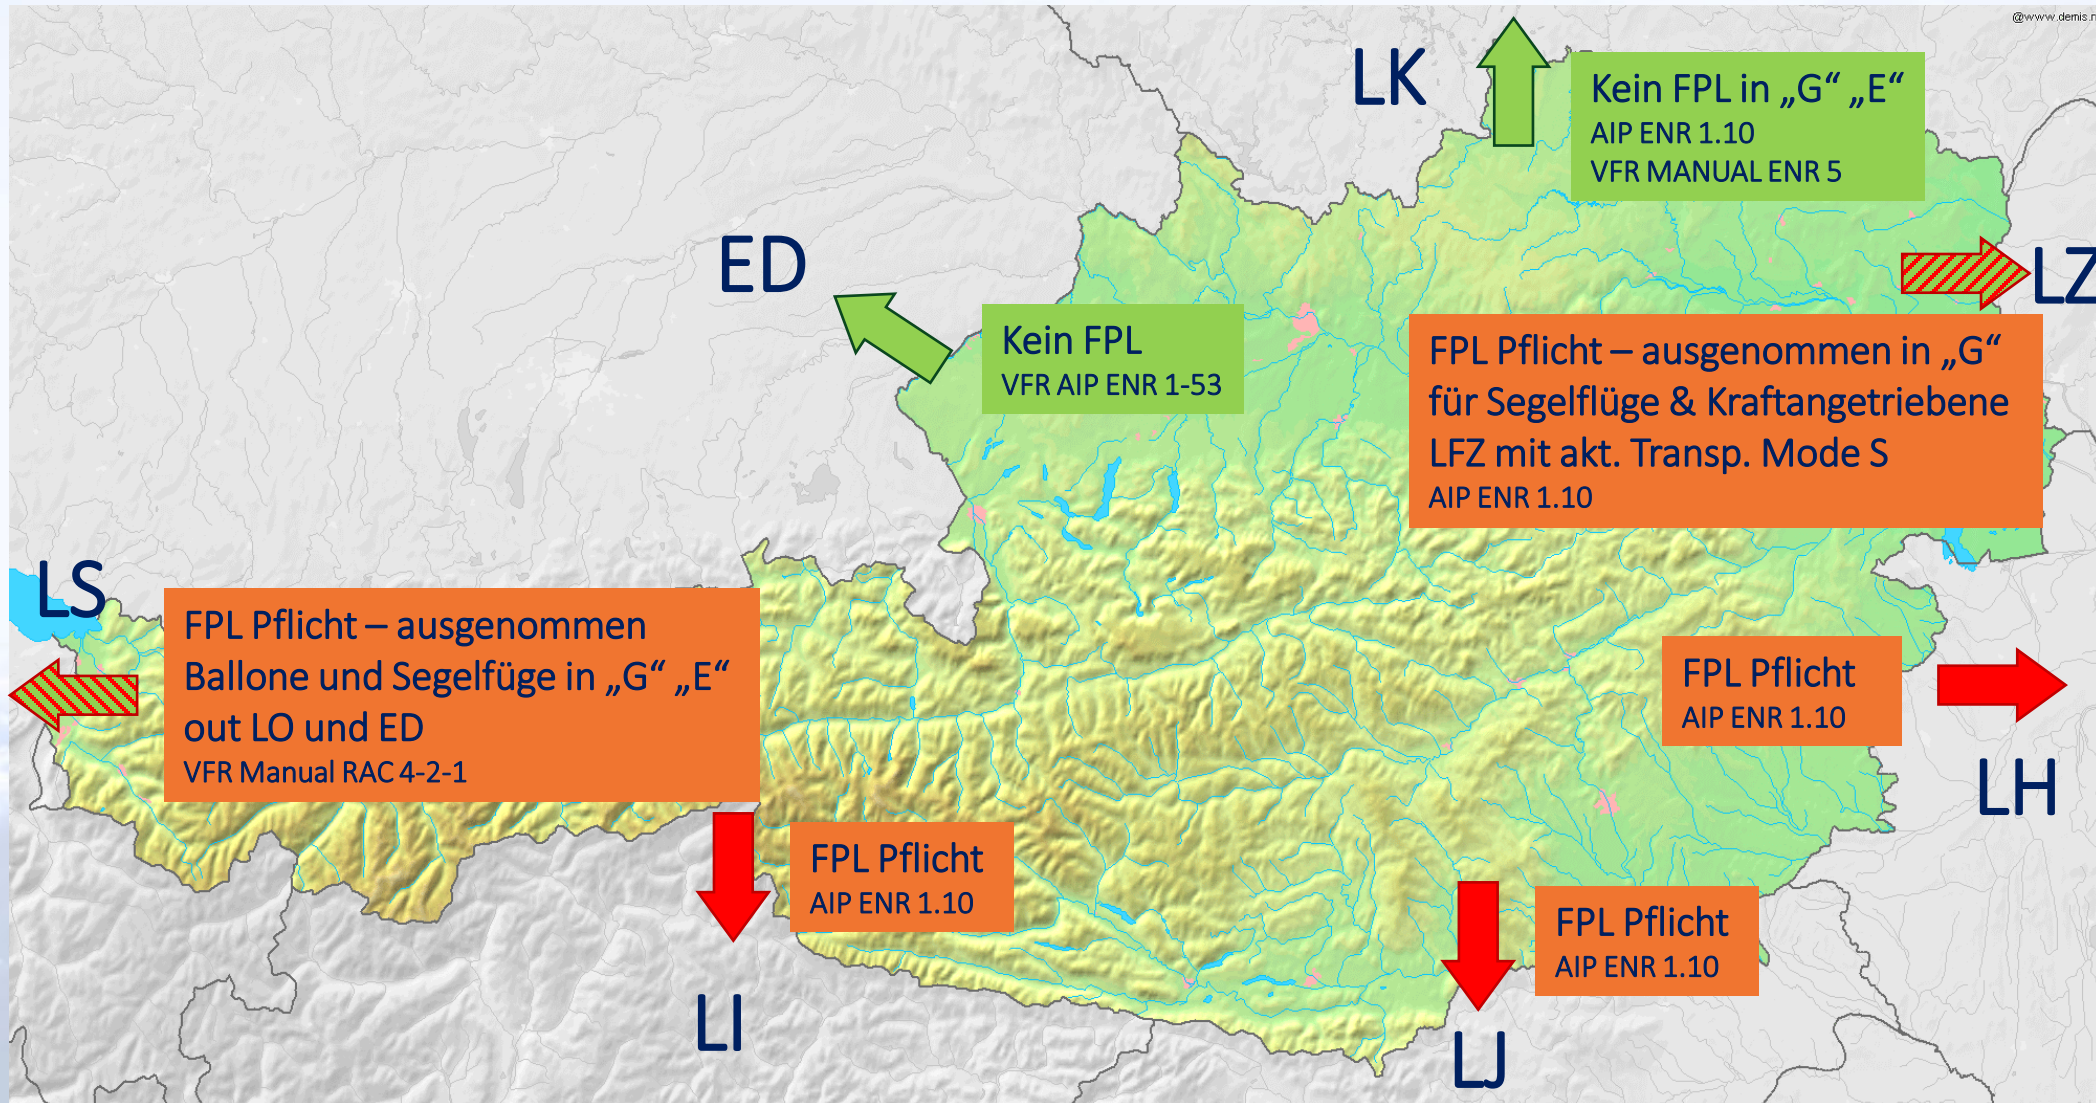 @www.demis.n
LK
Kein FPL in „G“ „E“
AIP ENR 1.10
VFR MANUAL ENR 5
ED
LZ
Kein FPL
VFR AIP ENR 1-53
FPL Pflicht – ausgenommen in „G“
für Segelflüge & Kraftangetriebene
LFZ mit akt. Transp. Mode S
AIP ENR 1.10
LS
FPL Pflicht – ausgenommen
Ballone und Segelfüge in „G“ „E“
out LO und ED
VFR Manual RAC 4-2-1
FPL Pflicht
AIP ENR 1.10
LH
FPL Pflicht
AIP ENR 1.10
FPL Pflicht
AIP ENR 1.10
LI
LJ